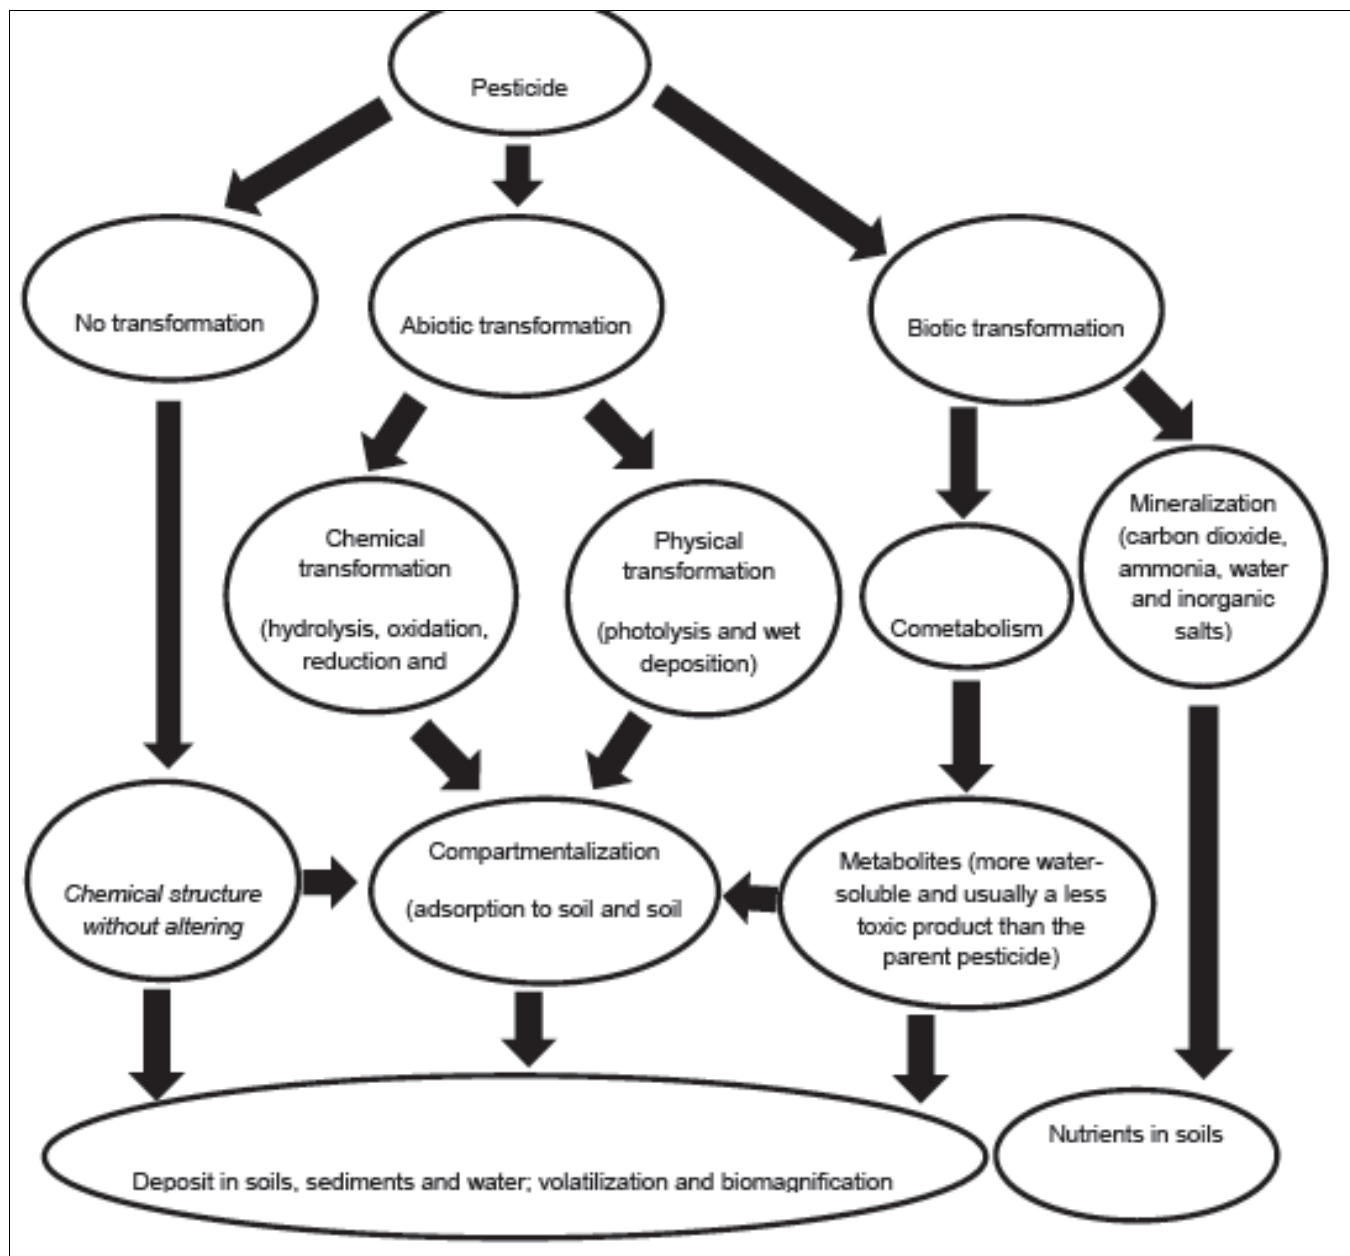 Pesticide
No transformation
Abiotic transformation
Biotic transformation
Chemical
transformation
(hydrolysis, oxidation,
reduction and
Physical
transformation
(photolysis and wet
deposition)
Cometabolism
Mineralization
(carbon dioxide,
ammonia, water
and inorganic
salts)
Chemical structure
without altering
Compartmentalization
(adsorption to soil and soil
Metabolites (more water-
soluble and usually a less
toxic product than the
parent pesticide)
Deposit in soils, sediments and water; volatilization and biomagnification
Nutrients in soils